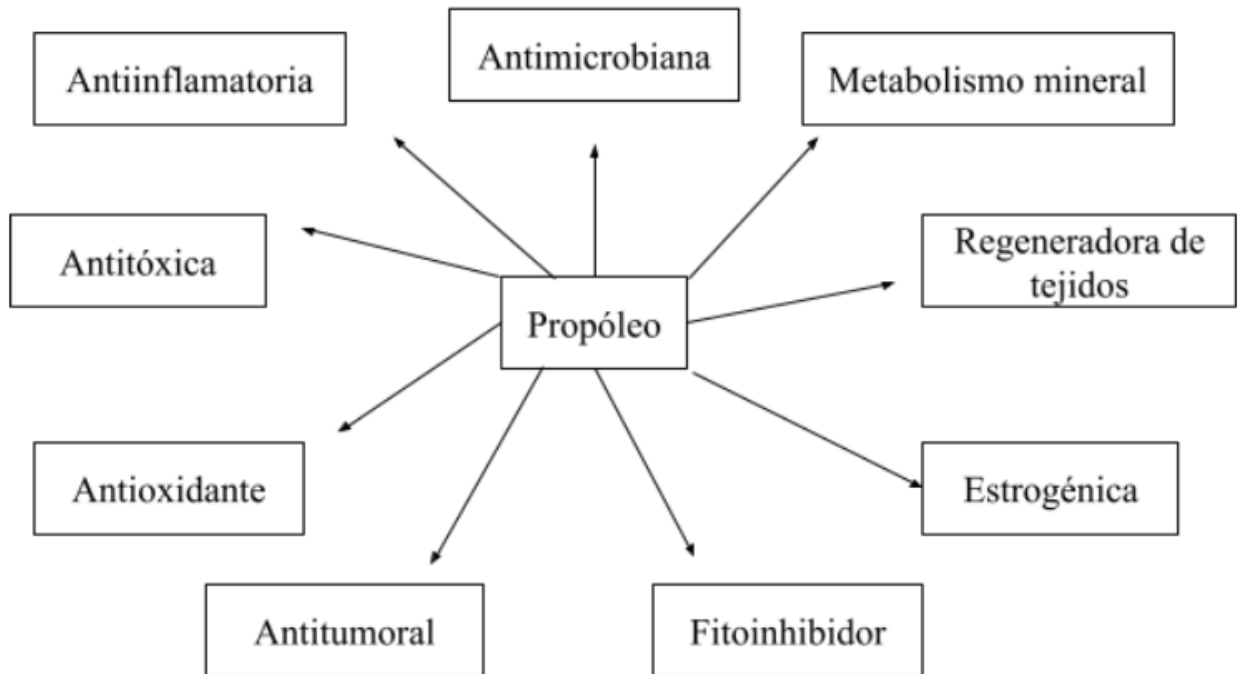 Antimicrobiana
Antiinflamatoria
Metabolismo mineral
Antitóxica
Regeneradora de
tejidos
Propóleo
Antioxidante
Estrogénica
Antitumoral
Fitoinhibidor